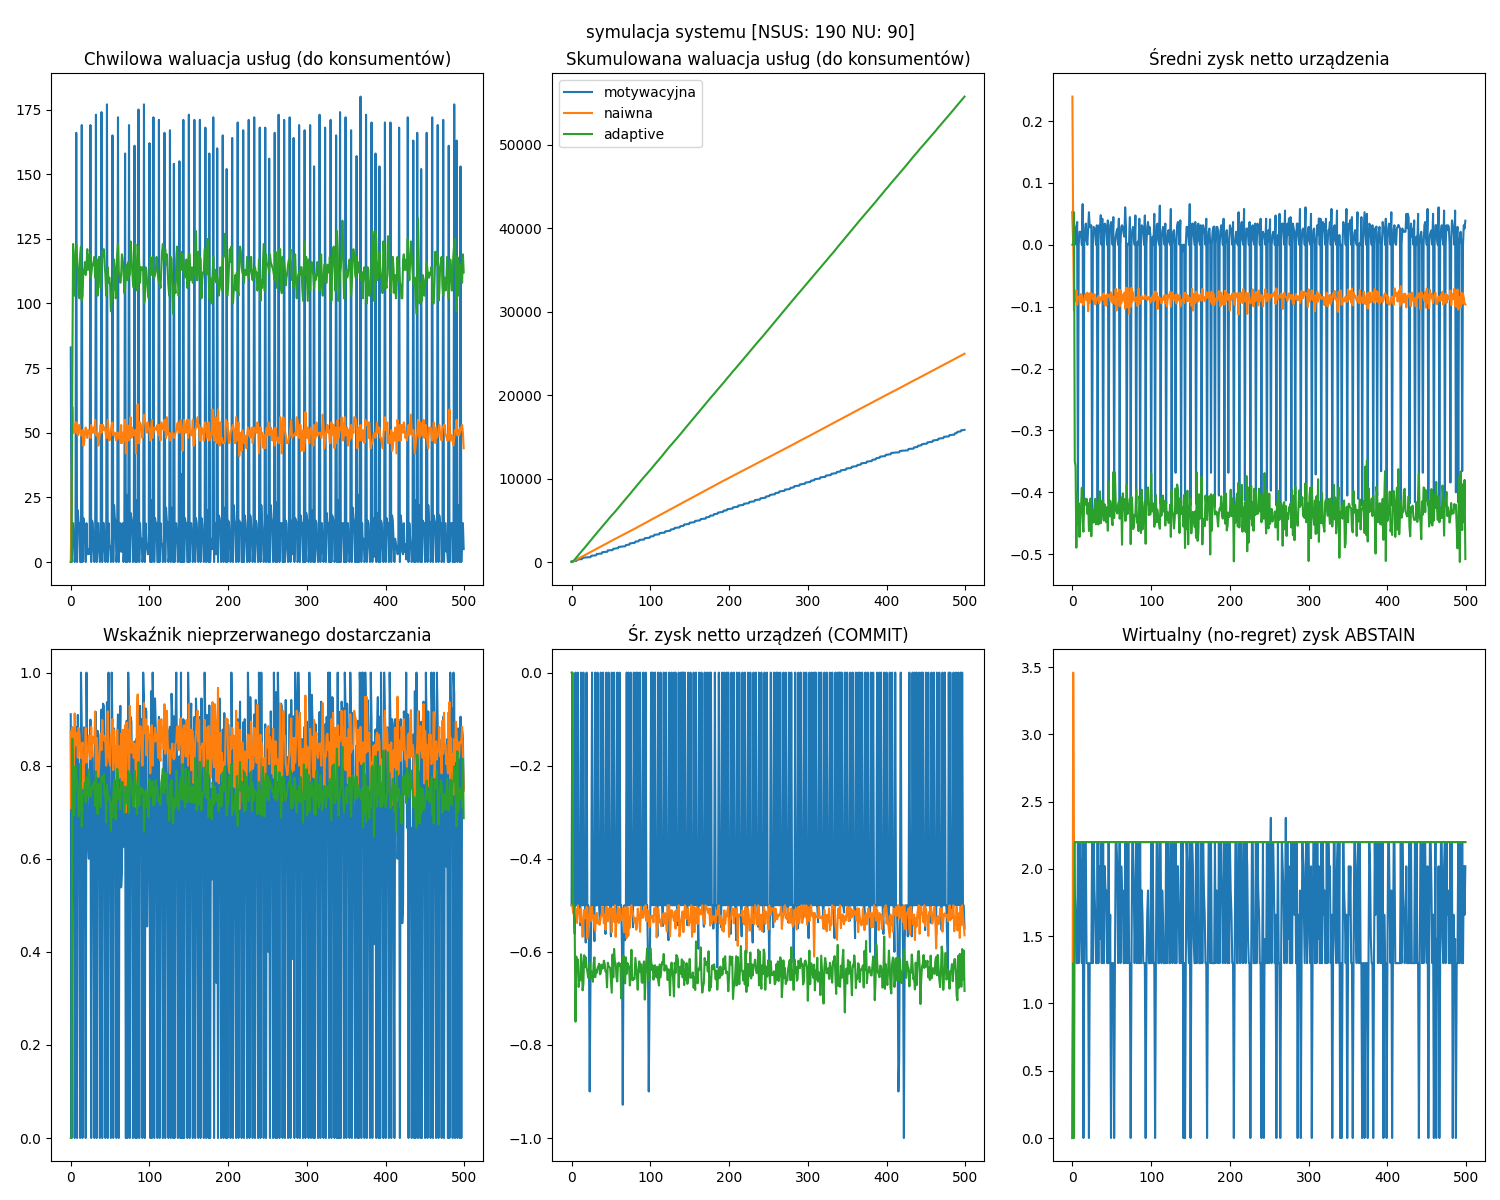 symulacja systemu [NSUS: 190 NU: 90]
Chwilowa waluacja usług (do konsumentów)
175
150
125
100
75
50
25
0
0 100 200 300 400 500
Skumulowana waluacja usług (do konsumentów)
motywacyjna
naiwna
adaptive
50000
40000
30000
20000
10000
0
0 100 200 300 400 500
Średni zysk netto urządzenia
0.2
0.1
0.0
−0.1
−0.2
−0.3
−0.4
−0.5
0 100 200 300 400 500
Wskaźnik nieprzerwanego dostarczania
1.0
0.8
0.6
0.4
0.2
0.0
0 100 200 300 400 500
Śr. zysk netto urządzeń (COMMIT)
0.0
−0.2
−0.4
−0.6
−0.8
−1.0
0 100 200 300 400 500
Wirtualny (no-regret) zysk ABSTAIN
3.5
3.0
2.5
2.0
1.5
1.0
0.5
0.0
0 100 200 300 400 500